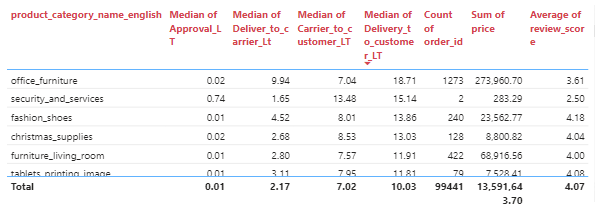 product_category_name_english Median of Approval_LT Median of Deliver_to_carrier_Lt Median of Carrier_to_customer_LT Median of Delivery_to_customer_LT Count of order_id Sum of price Average of review_score
office_furniture 0.02 9.94 7.04 18.71 1273 273,960.70 3.61
security_and_services 0.74 1.65 13.48 15.14 2 283.29 2.50
fashion_shoes 0.01 4.52 8.01 13.86 240 23,562.77 4.18
christmas_supplies 0.02 2.68 8.53 13.03 128 8,800.82 4.04
furniture_living_room 0.01 2.80 7.57 11.91 422 68,916.56 4.00
tablets_printing_image 0.01 3.11 7.95 11.81 79 7,528.41 4.08
Total 0.01 2.17 7.02 10.03 99441 13,591,643.70 4.07